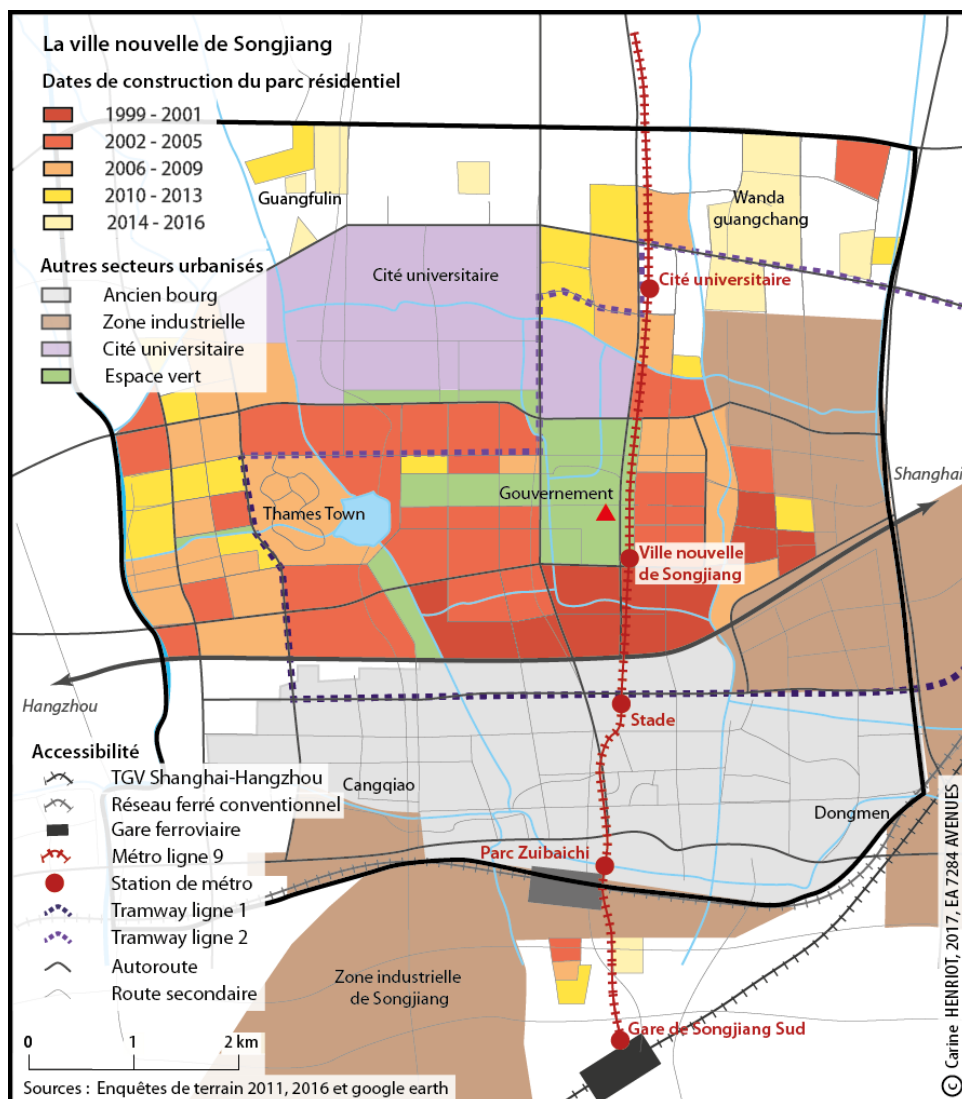 La ville nouvelle de Songjiang
Dates de construction du parc résidentiel
1999 - 2001
2002 - 2005
2006 - 2009
2010 - 2013
2014 - 2016
Autres secteurs urbanisés
Ancien bourg
Zone industrielle
Cité universitaire
Espace vert
Guangfulin
Wanda
guangchang
Cité universitaire
Cité universitaire
Shanghai
Gouvernement
Thames Town
Ville nouvelle
de Songjiang
Hangzhou
Stade
Cangqiao
Dongmen
Parc Zuibaichi
Zone industrielle
de Songjiang
Gare de Songjiang Sud
Accessibilité
TGV Shanghai-Hangzhou
Réseau ferré conventionnel
Gare ferroviaire
Métro ligne 9
Station de métro
Tramway ligne 1
Tramway ligne 2
Autoroute
Route secondaire
0 1 2 km
Sources : Enquêtes de terrain 2011, 2016 et google earth
© Carine HENRIOT, 2017, EA 7284 AVENUES